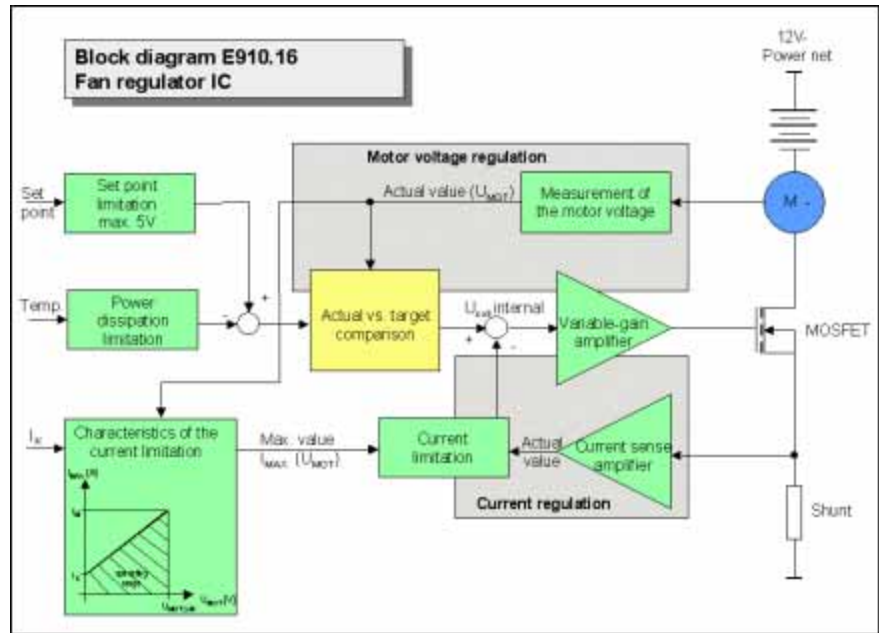 Block diagram E910.16
Fan regulator IC
12V-
Power net
Motor voltage regulation
Set
point
Set point
limitation
max. 5V
Actual value (U_MOT)
Measurement of
the motor voltage
M -
+
Temp.
Power
dissipation
limitation
-
Actual vs. target
comparison
internal
+
-
Variable-gain
amplifier
MOSFET
Characteristics of the
current limitation
Max. value
I_MAX. (U_MOT)
Current
limitation
Actual
value
Current sense
amplifier
Current regulation
Shunt